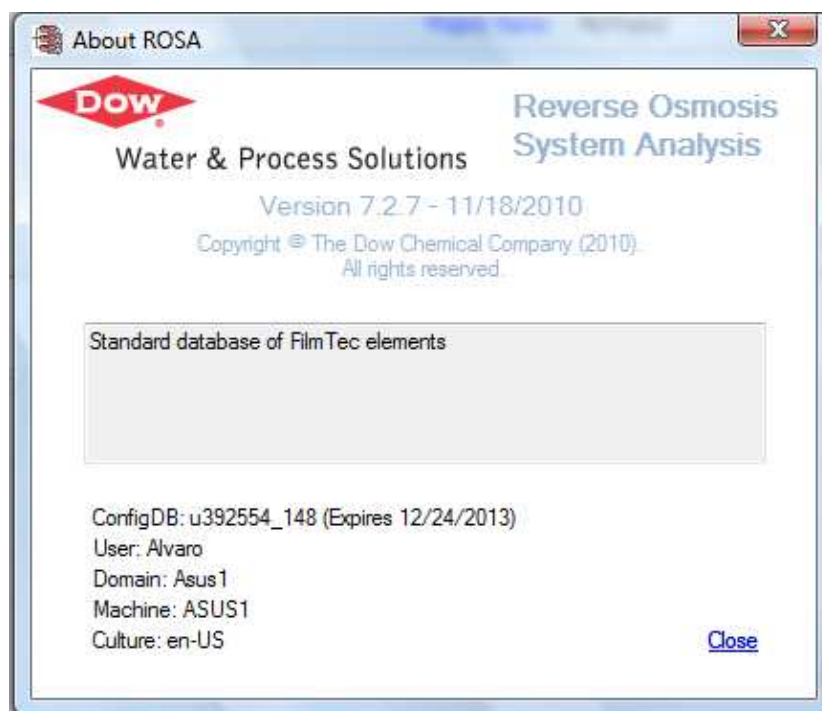 About ROSA
DOW
®
Water & Process Solutions
Reverse Osmosis
System Analysis
Version 7.2.7 - 11/18/2010
Copyright © The Dow Chemical Company (2010).
All rights reserved.
Standard database of FilmTec elements
ConfigDB: u392554_148 (Expires 12/24/2013)
User: Alvaro
Domain: Asus1
Machine: ASUS1
Culture: en-US
Close